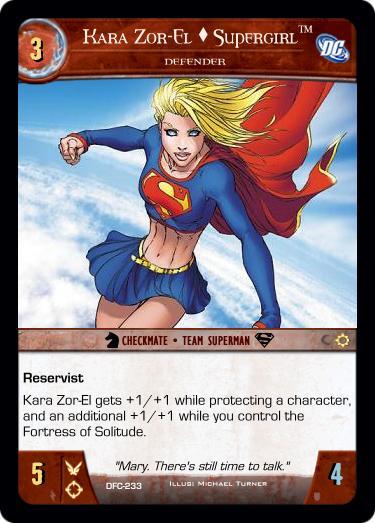 3
Kara Zor-El ♦ Supergirl™
DC
DEFENDER
S
CHECKMATE • TEAM SUPERMAN
Reservist
Kara Zor-El gets +1/+1 while protecting a character,
and an additional +1/+1 while you control the
Fortress of Solitude.
"Mary. There's still time to talk."
5
DFC-233 Illus: Michael Turner
4